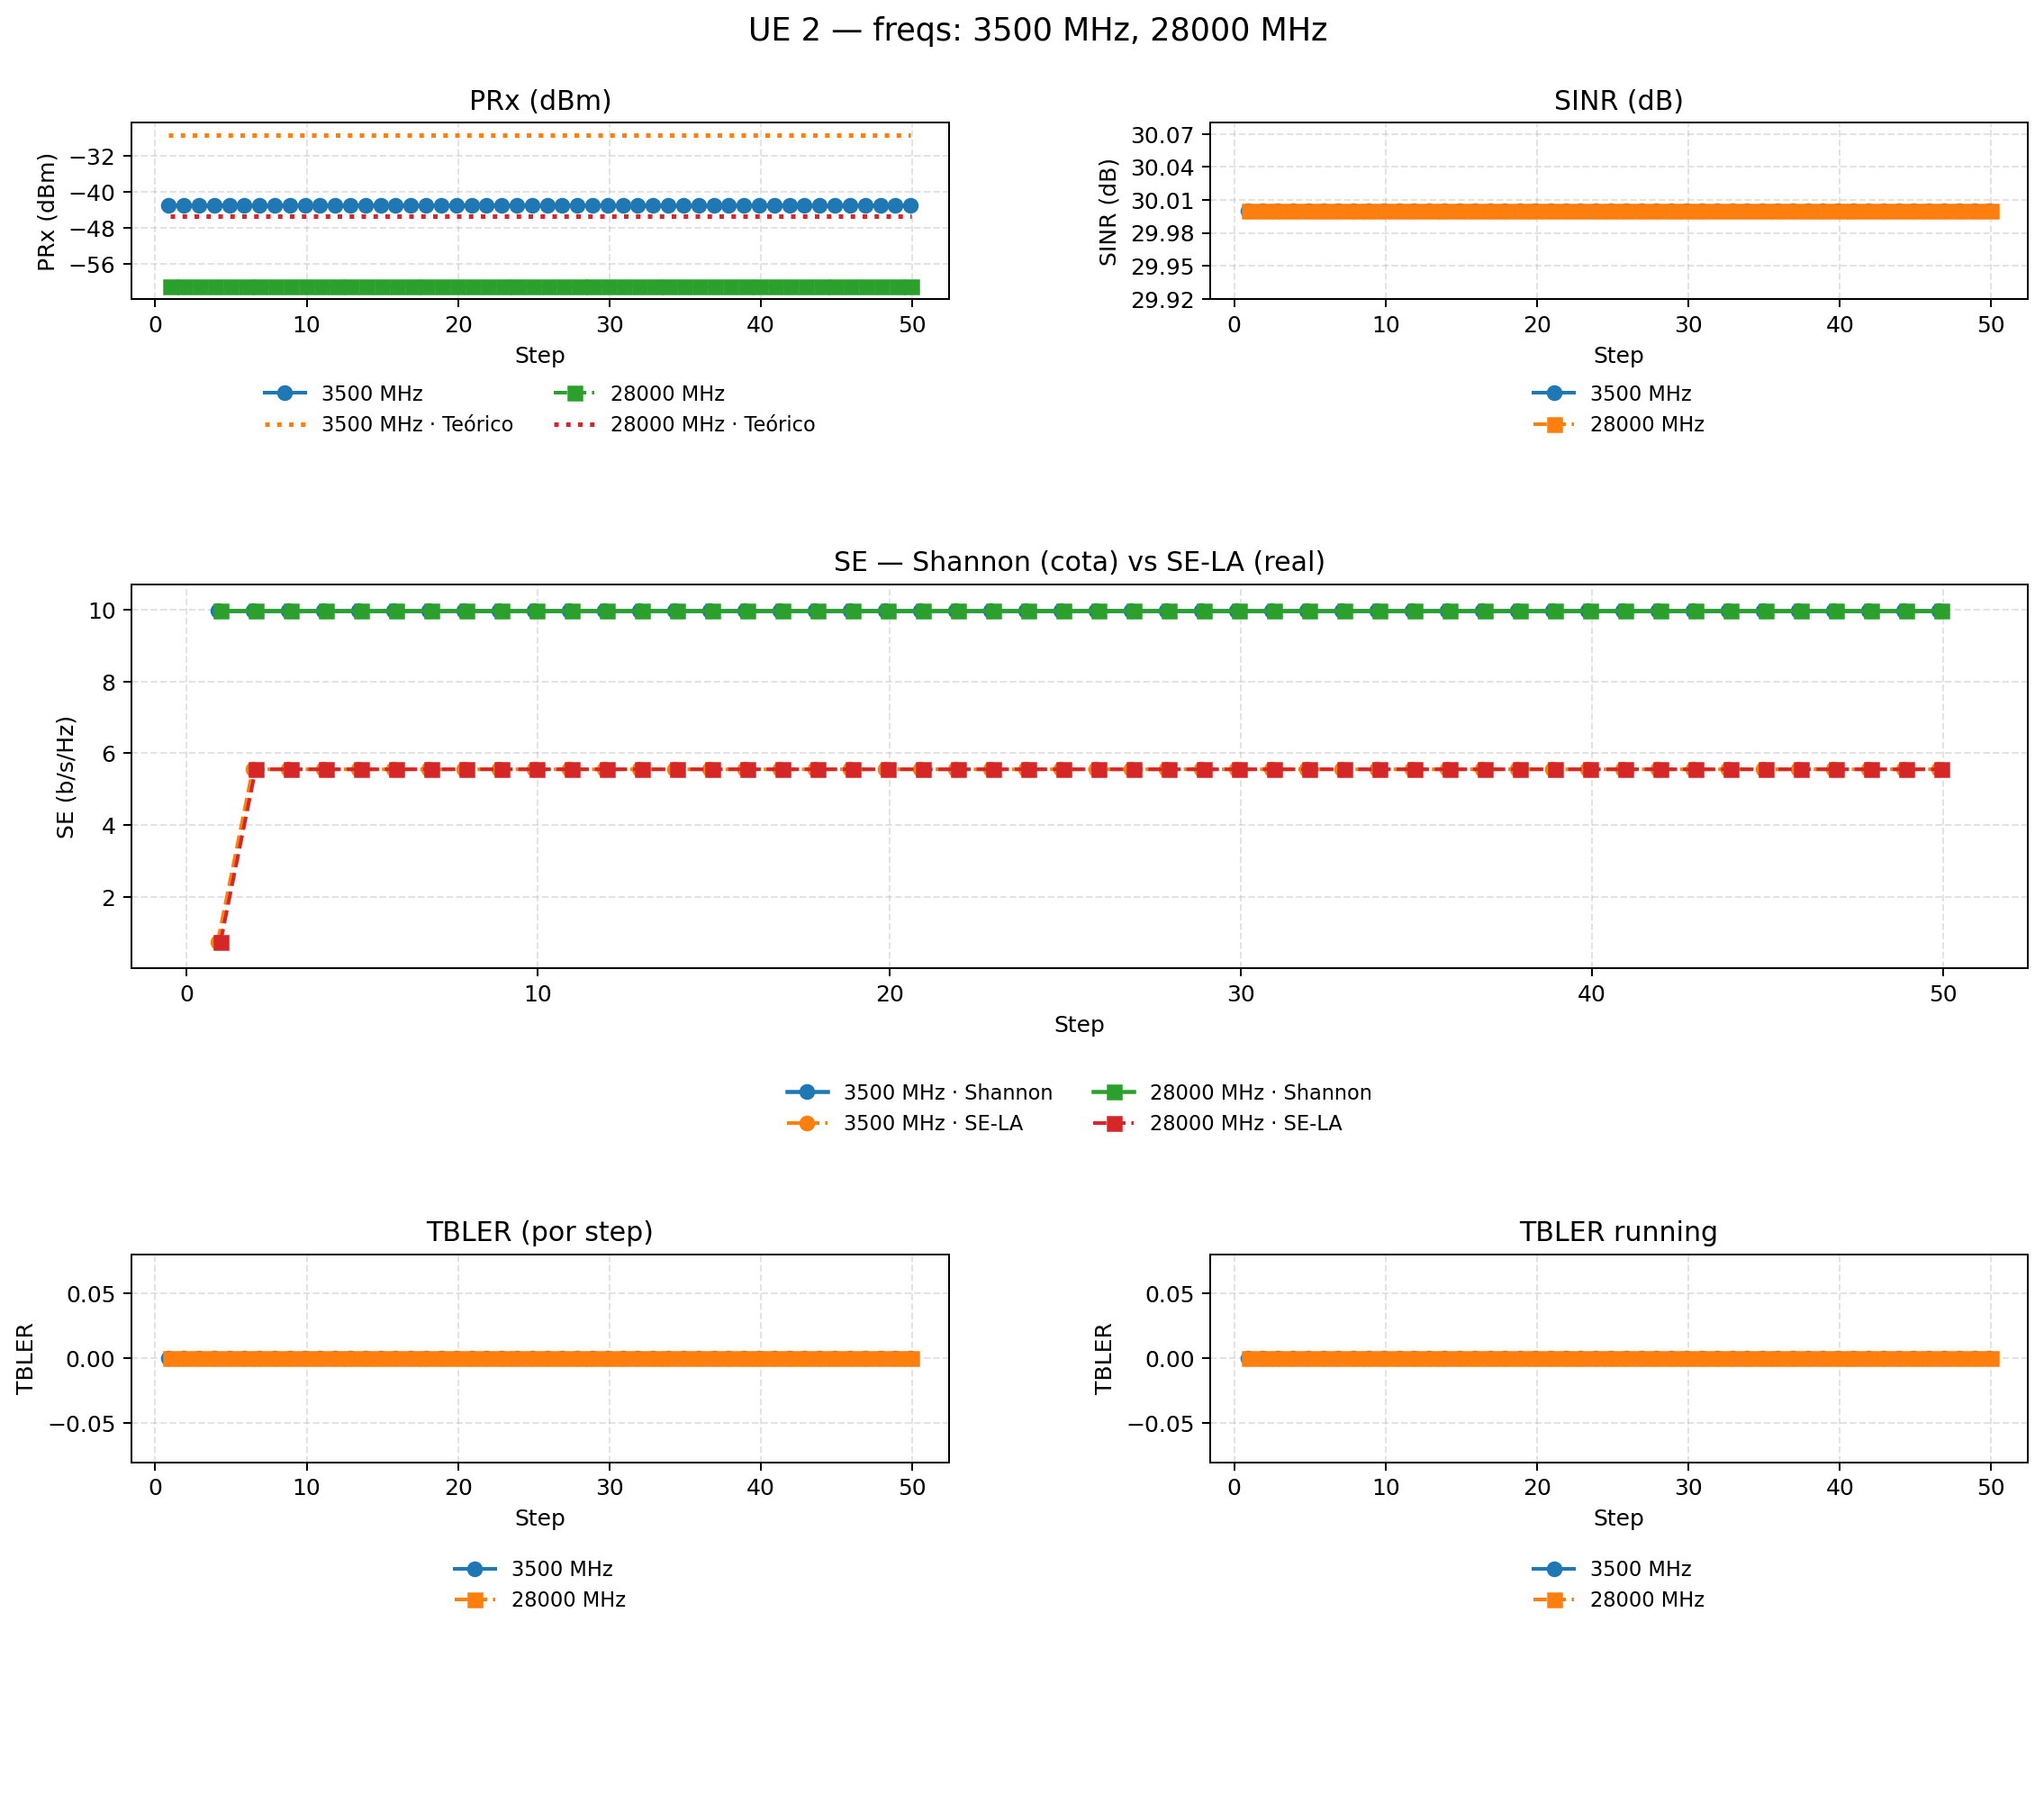 UE 2 — freqs: 3500 MHz, 28000 MHz
PRx (dBm)
PRx (dBm)
−32
−40
−48
−56
0 10 20 30 40 50
Step
3500 MHz
3500 MHz · Teórico
28000 MHz
28000 MHz · Teórico
SINR (dB)
SINR (dB)
30.07
30.04
30.01
29.98
29.95
29.92
0 10 20 30 40 50
Step
3500 MHz
28000 MHz
SE — Shannon (cota) vs SE-LA (real)
SE (b/s/Hz)
10
8
6
4
2
0 10 20 30 40 50
Step
3500 MHz · Shannon
3500 MHz · SE-LA
28000 MHz · Shannon
28000 MHz · SE-LA
TBLER (por step)
TBLER
0.05
0.00
−0.05
0 10 20 30 40 50
Step
3500 MHz
28000 MHz
TBLER running
TBLER
0.05
0.00
−0.05
0 10 20 30 40 50
Step
3500 MHz
28000 MHz